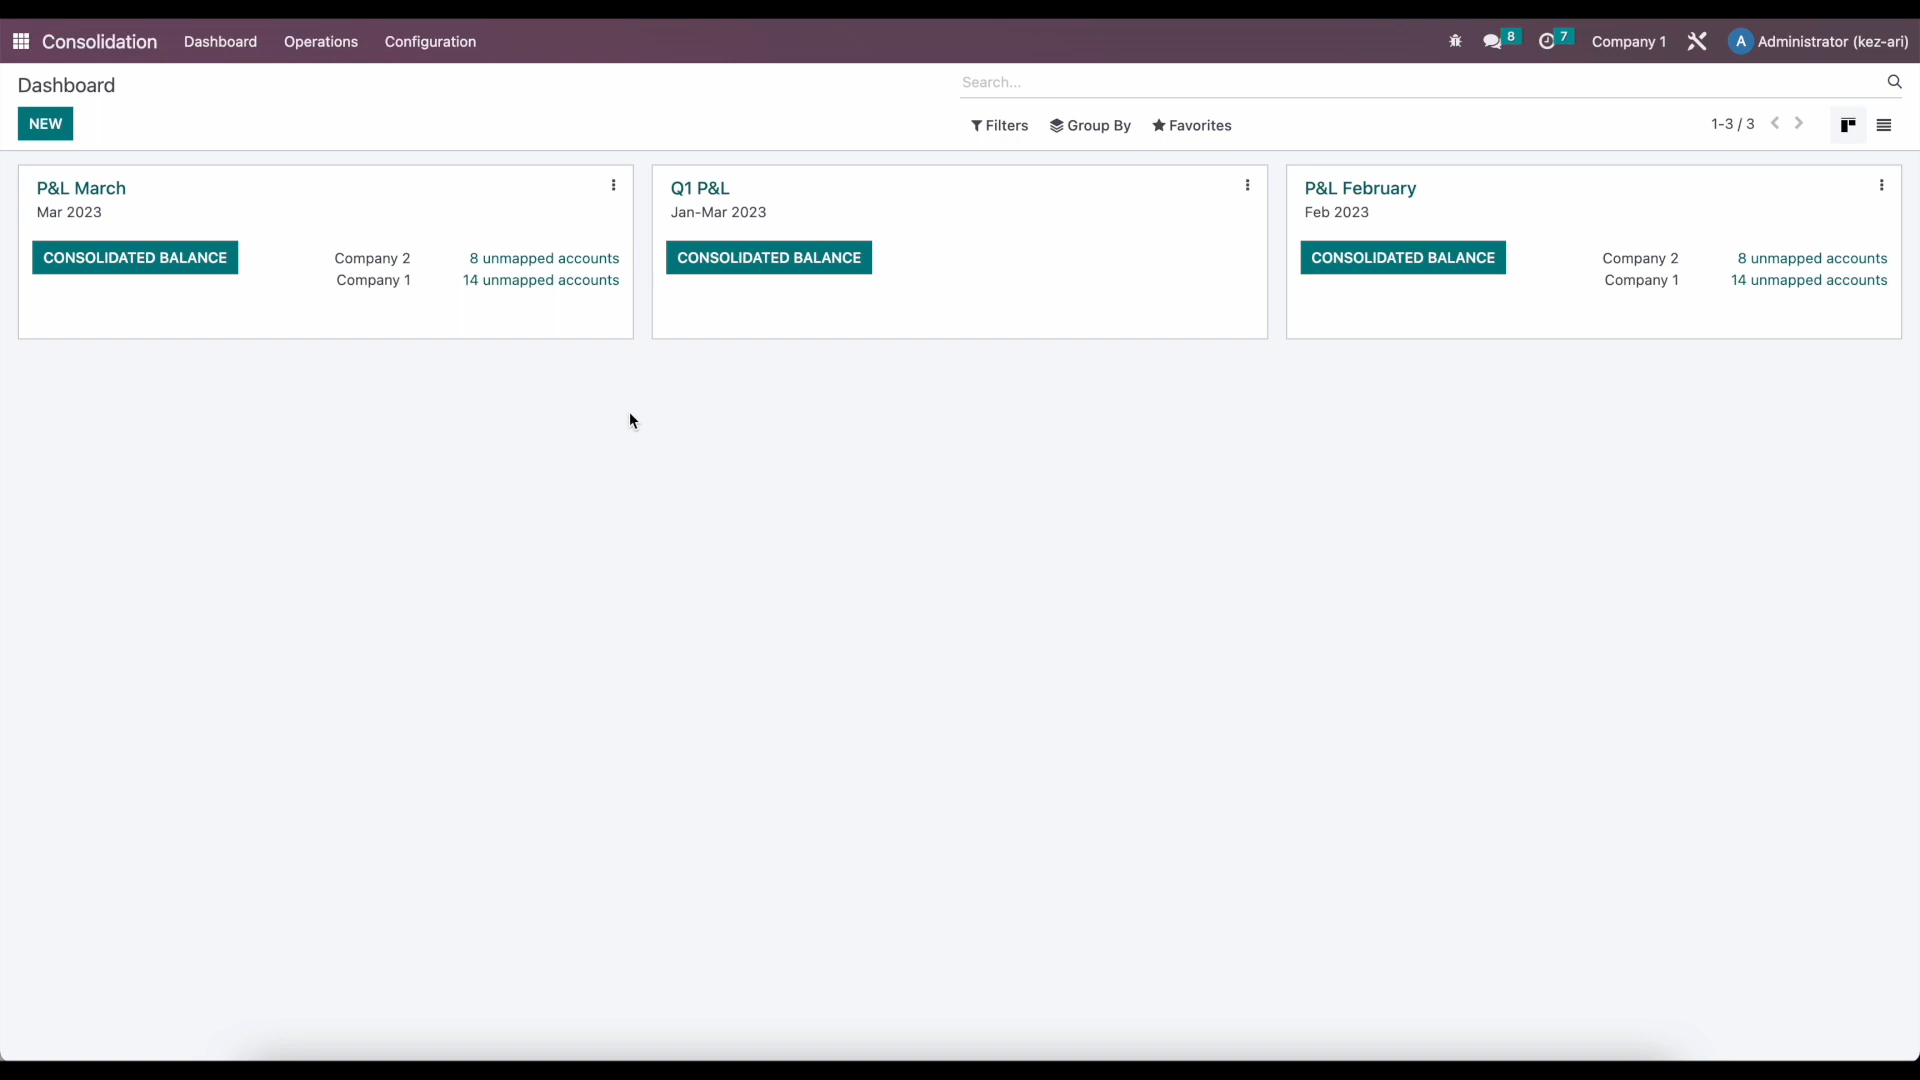 Consolidation Dashboard Operations Configuration 8 7 Company 1 A Administrator (kez-ari)
Dashboard
Search...
NEW
Filters Group By Favorites
1-3 / 3
P&L March
Mar 2023
CONSOLIDATED BALANCE
Company 2 8 unmapped accounts
Company 1 14 unmapped accounts
Q1 P&L
Jan-Mar 2023
CONSOLIDATED BALANCE
P&L February
Feb 2023
CONSOLIDATED BALANCE
Company 2 8 unmapped accounts
Company 1 14 unmapped accounts